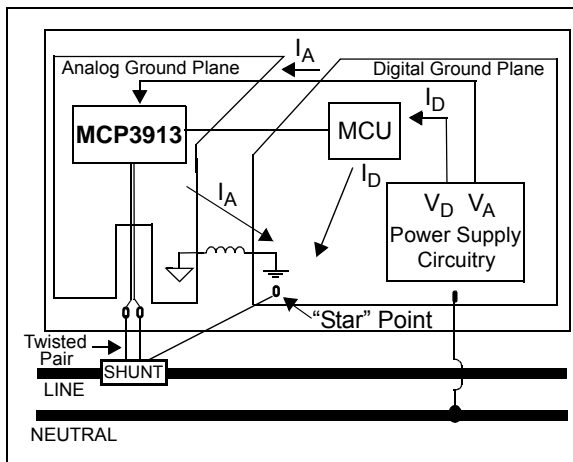 I_A
Analog Ground Plane
Digital Ground Plane
I_D
MCP3913
MCU
I_D
I_A
V_D V_A
Power Supply
Circuitry
"Star" Point
Twisted
Pair
SHUNT
LINE
NEUTRAL